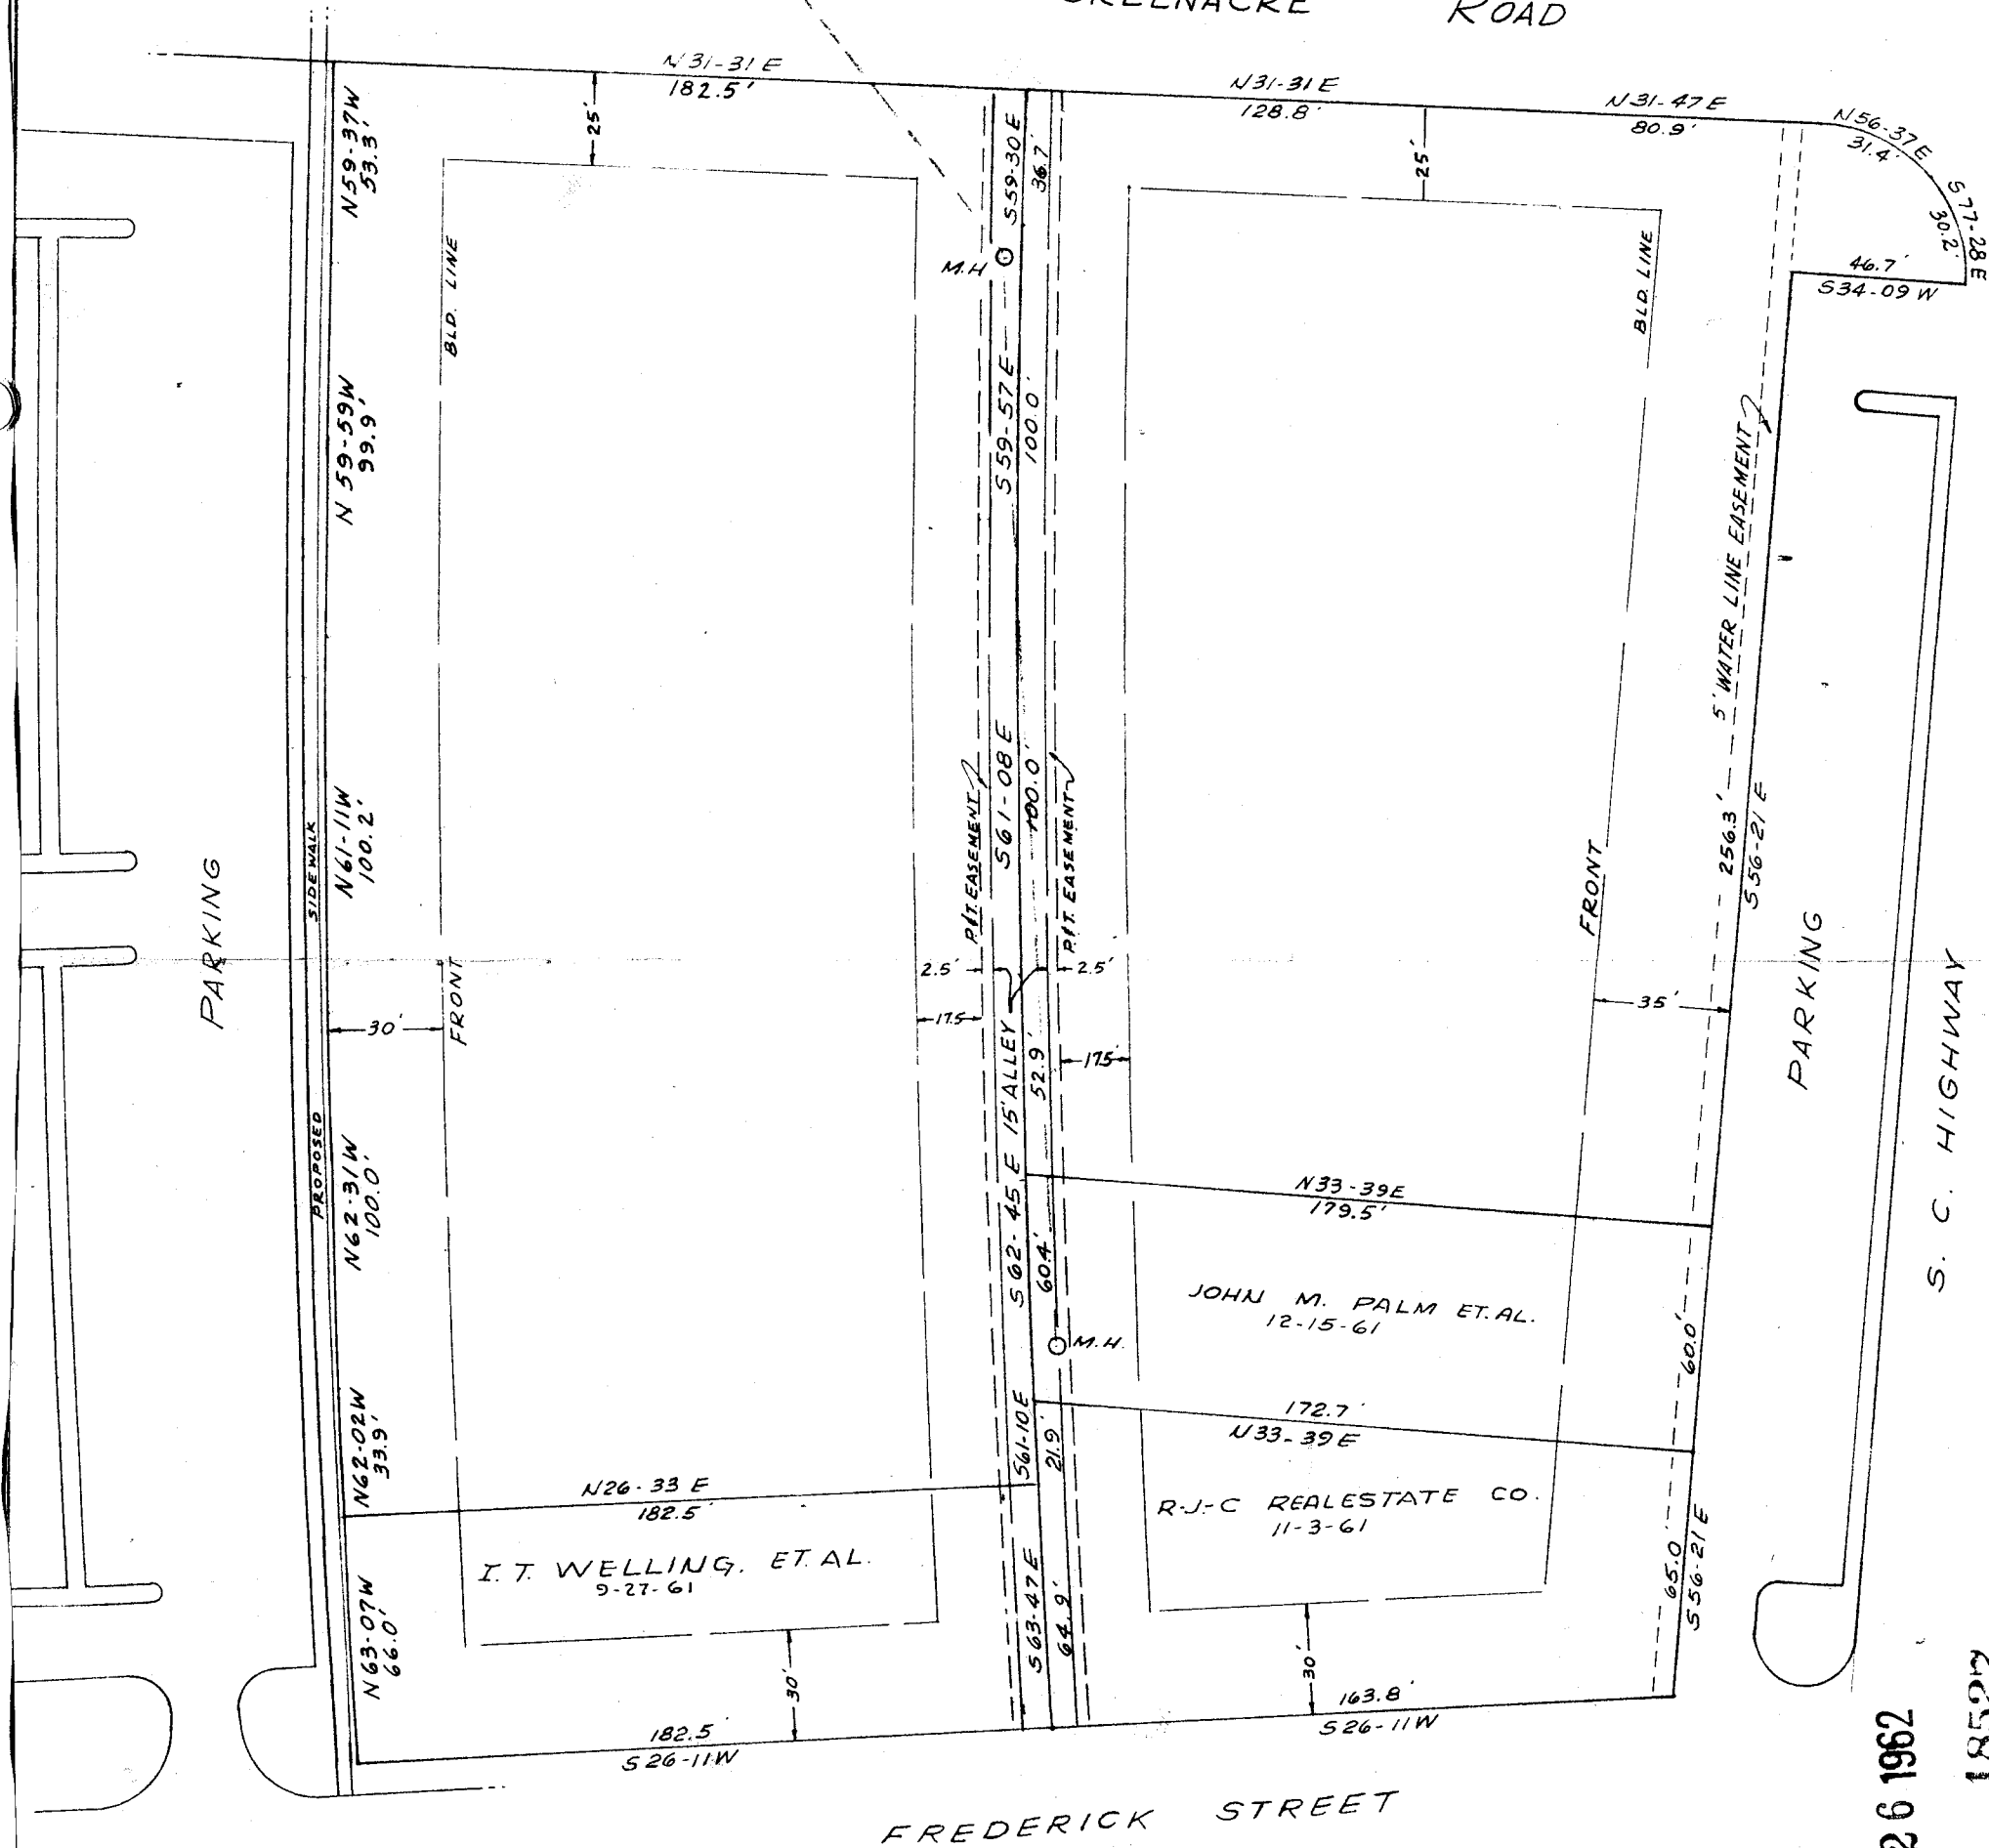 ROAD
N31-31E
182.5'
N31-31E
128.8'
N31-47E
80.9'
N56-37E
31.4'
S77-28E
30.2'
46.7'
S34-09W
25'
25'
N59-37W
53.3'
S59-30E
36.7
M.H
BLD. LINE
BLD. LINE
N59-59W
99.9'
S59-57E
100.0'
5' WATER LINE EASEMENT
N61-11W
100.2'
S61-08E
100.0'
P&T. EASEMENT
P&T. EASEMENT
256.3'
S56-21E
SIDEWALK
PROPOSED
PARKING
FRONT
30'
2.5'
2.5'
17.5
17.5
15' ALLEY
52.9'
FRONT
35'
PARKING
S. C. HIGHWAY
N62-31W
100.0'
S62-45E
60.4'
N33-39E
179.5'
JOHN M. PALM ET. AL.
12-15-61
M.H.
60.0'
N62-02W
33.9'
S61-10E
21.9'
172.7'
N33-39E
N26-33E
182.5'
R-J-C REALESTATE CO.
11-3-61
I. T. WELLING. ET. AL.
9-27-61
65.0'
S56-21E
N63-07W
66.0'
S63-47E
64.9'
30'
30'
182.5'
S26-11W
163.8'
S26-11W
FREDERICK STREET
26 1962